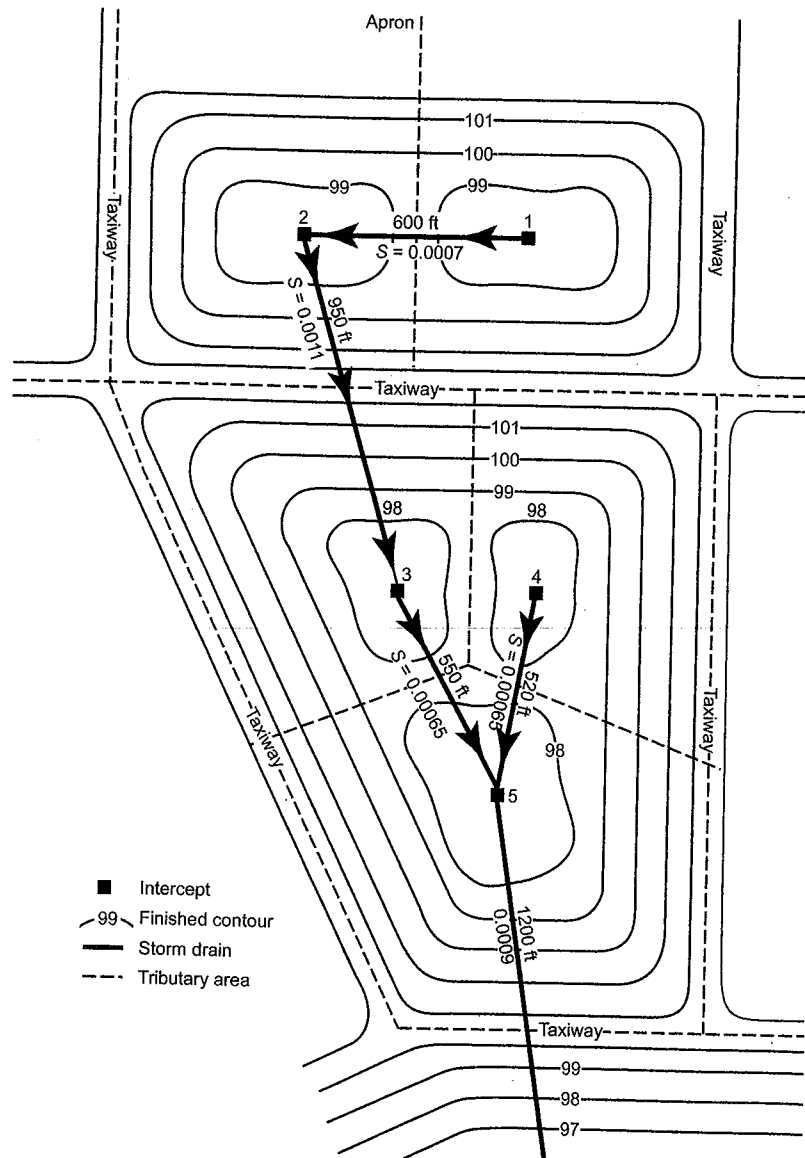 Apron
101
100
99
99
Taxiway
Taxiway
2
600 ft
1
S = 0.0007
950 ft
S = 0.0011
Taxiway
101
100
99
98
98
3
4
550 ft
S = 0.00065
520 ft
S = 0.00065
Taxiway
Taxiway
98
5
Intercept
99 Finished contour
Storm drain
Tributary area
1200 ft
0.0009
Taxiway
99
98
97